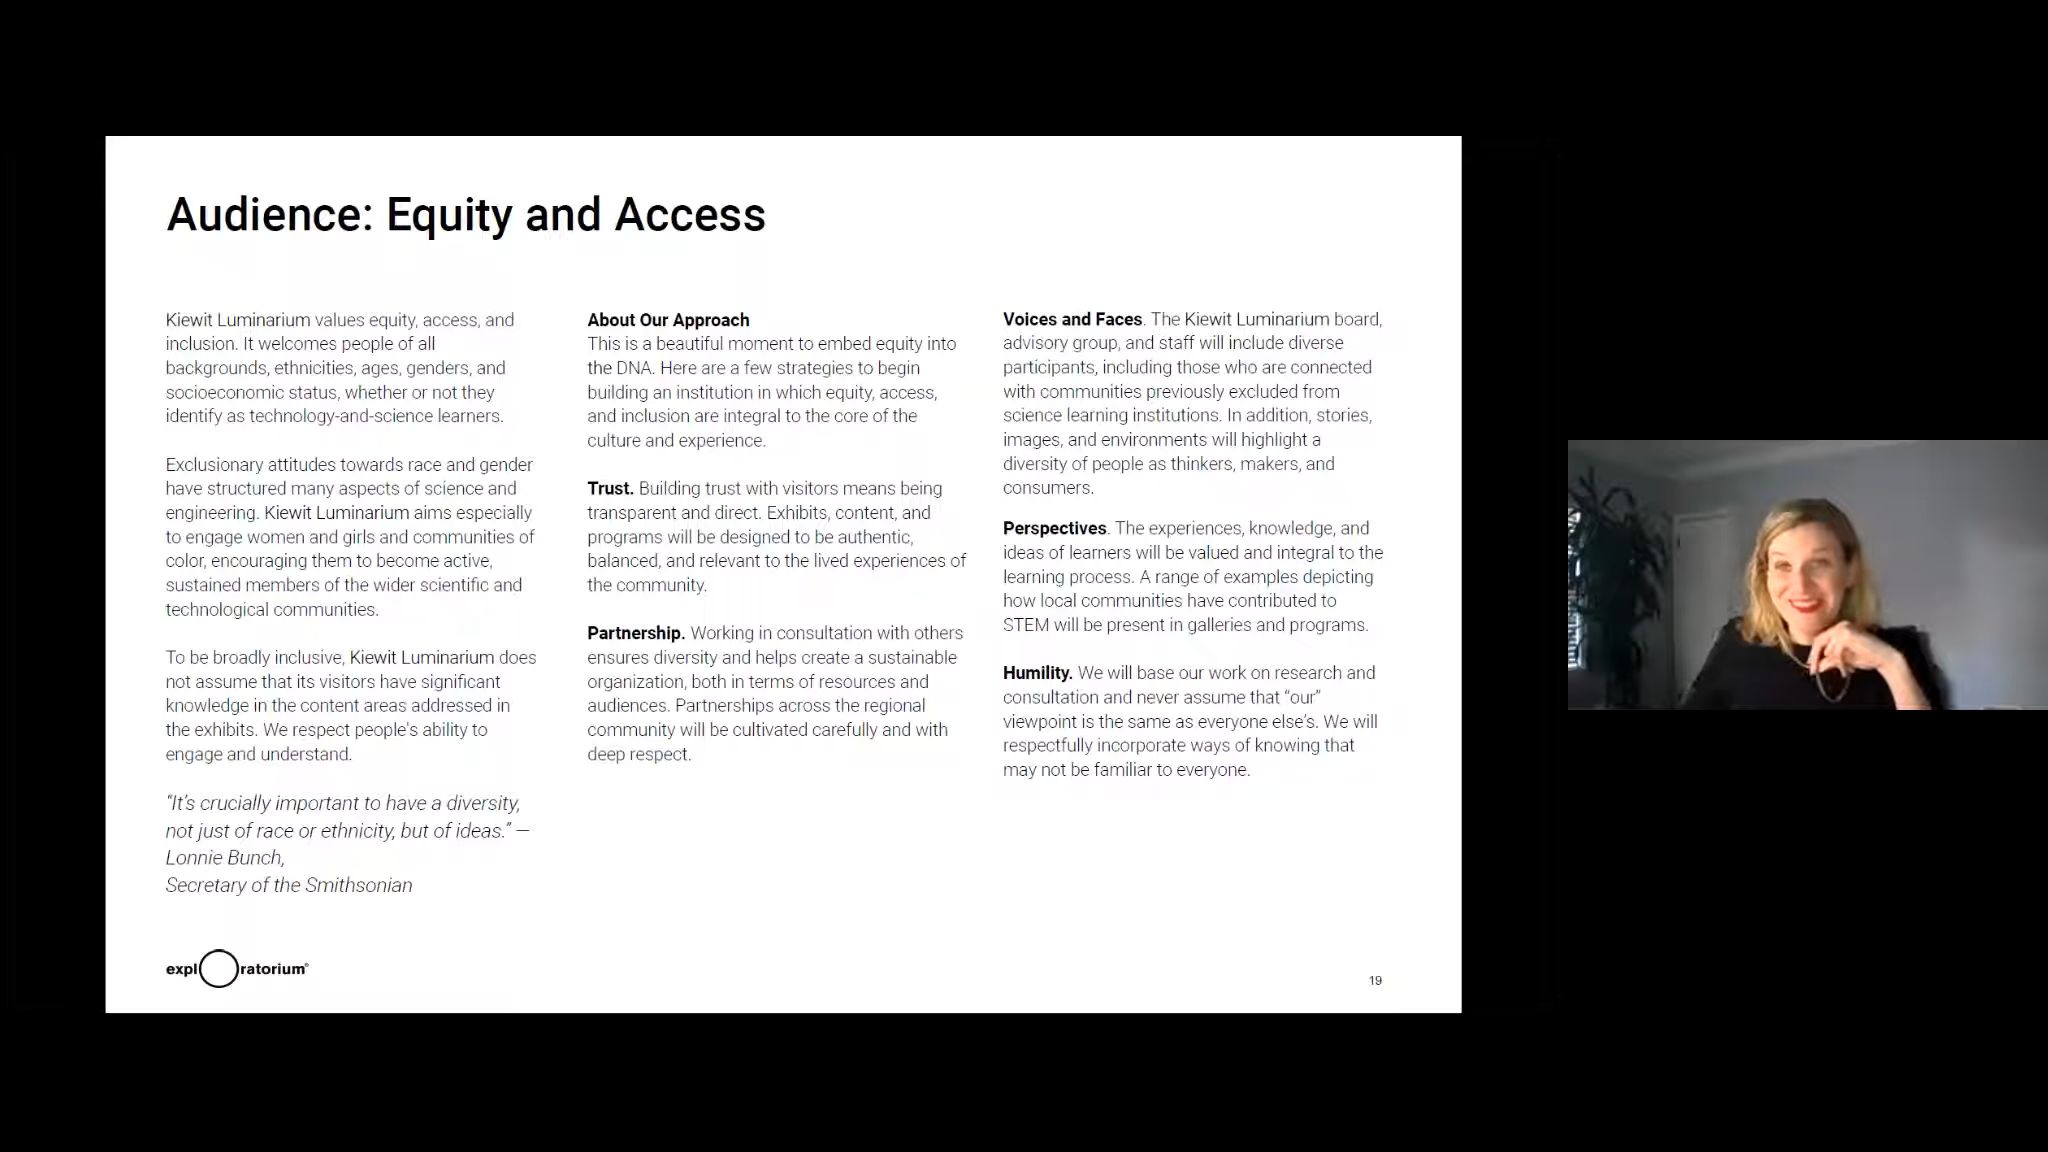 Audience: Equity and Access
Kiewit Luminarium values equity, access, and
inclusion. It welcomes people of all
backgrounds, ethnicities, ages, genders, and
socioeconomic status, whether or not they
identify as technology-and-science learners.
Exclusionary attitudes towards race and gender
have structured many aspects of science and
engineering. Kiewit Luminarium aims especially
to engage women and girls and communities of
color, encouraging them to become active,
sustained members of the wider scientific and
technological communities.
To be broadly inclusive, Kiewit Luminarium does
not assume that its visitors have significant
knowledge in the content areas addressed in
the exhibits. We respect people's ability to
engage and understand.
“It’s crucially important to have a diversity,
not just of race or ethnicity, but of ideas.” —
Lonnie Bunch,
Secretary of the Smithsonian
About Our Approach
This is a beautiful moment to embed equity into
the DNA. Here are a few strategies to begin
building an institution in which equity, access,
and inclusion are integral to the core of the
culture and experience.
Trust. Building trust with visitors means being
transparent and direct. Exhibits, content, and
programs will be designed to be authentic,
balanced, and relevant to the lived experiences of
the community.
Partnership. Working in consultation with others
ensures diversity and helps create a sustainable
organization, both in terms of resources and
audiences. Partnerships across the regional
community will be cultivated carefully and with
deep respect.
Voices and Faces. The Kiewit Luminarium board,
advisory group, and staff will include diverse
participants, including those who are connected
with communities previously excluded from
science learning institutions. In addition, stories,
images, and environments will highlight a
diversity of people as thinkers, makers, and
consumers.
Perspectives. The experiences, knowledge, and
ideas of learners will be valued and integral to the
learning process. A range of examples depicting
how local communities have contributed to
STEM will be present in galleries and programs.
Humility. We will base our work on research and
consultation and never assume that “our”
viewpoint is the same as everyone else’s. We will
respectfully incorporate ways of knowing that
may not be familiar to everyone.
explOratorium®
19